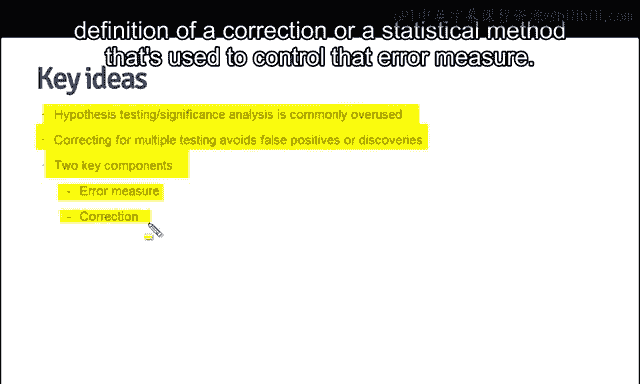 definition of a correction or a statistical method
that's used to control that error measure.
Key ideas
Hypothesis testing/significance analysis is commonly overused
Correcting for multiple testing avoids false positives or discoveries
Two key components
Error measure
Correction